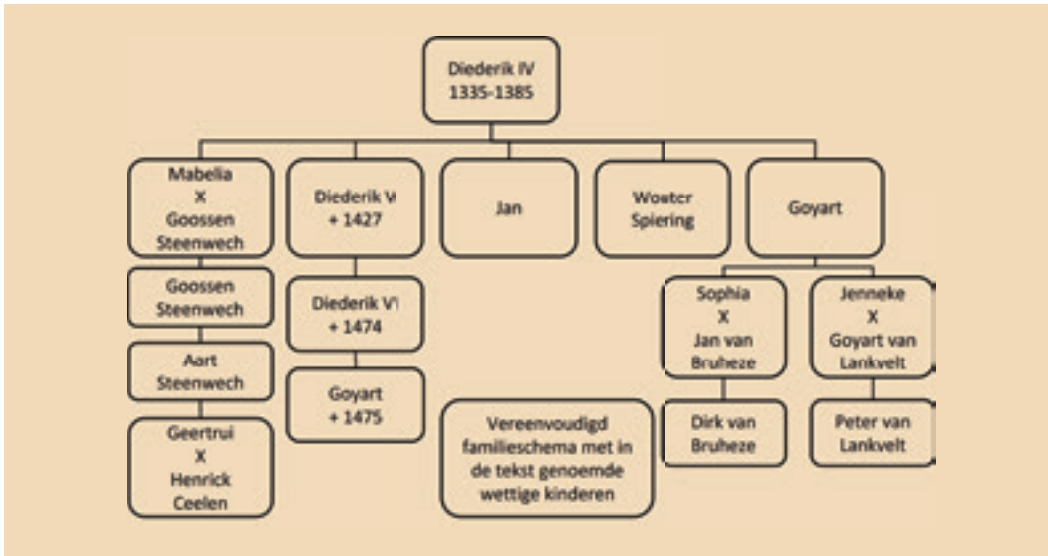 Diederik IV
1335-1385
Mabelia
X
Goossen
Steenwech
Diederik V
+ 1427
Jan
Wouter
Spiering
Goyart
Goossen
Steenwech
Diederik VI
+ 1474
Sophia
X
Jan van
Bruheze
Jenneke
X
Goyart van
Lankvelt
Aart
Steenwech
Goyart
+ 1475
Geertrui
X
Henrick
Ceelen
Vereenvoudigd
familieschema met in
de tekst genoemde
wettige kinderen
Dirk van
Bruheze
Peter van
Lankvelt